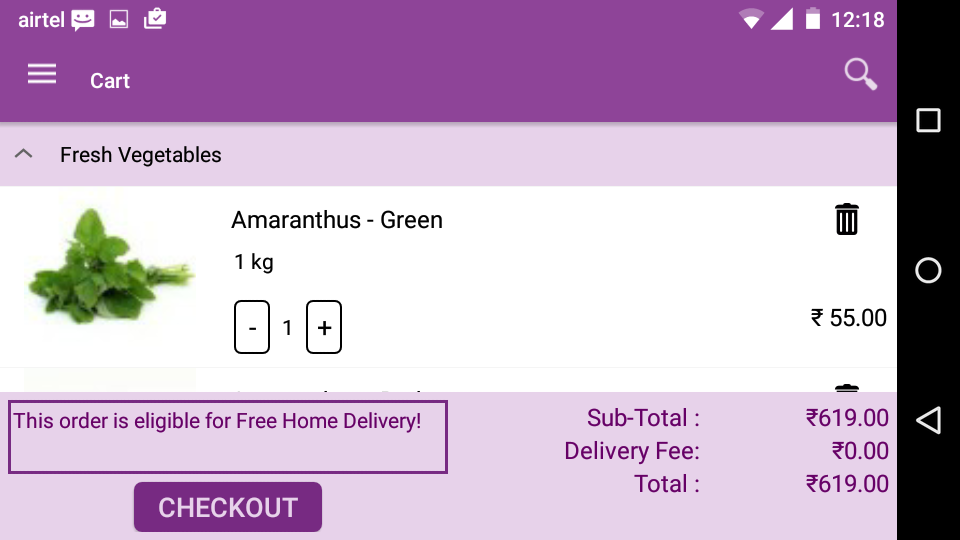 airtel 12:18
Cart
Fresh Vegetables
Amaranthus - Green
1 kg
- 1 +
₹ 55.00
This order is eligible for Free Home Delivery!
Sub-Total : ₹619.00
Delivery Fee: ₹0.00
Total : ₹619.00
CHECKOUT